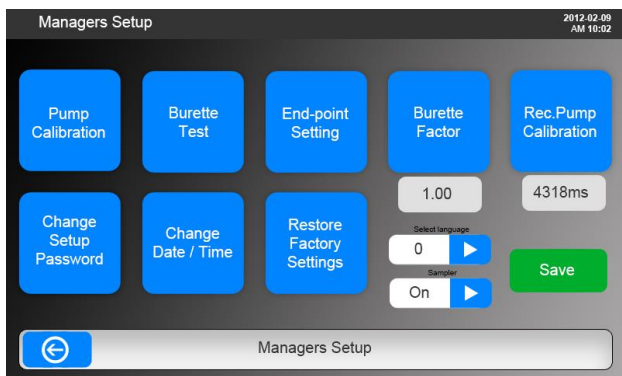 Managers Setup
2012-02-09
AM 10:02
Pump
Calibration
Burette
Test
End-point
Setting
Burette
Factor
Rec.Pump
Calibration
1.00
4318ms
Change
Setup
Password
Change
Date / Time
Restore
Factory
Settings
Select language
0
Sampler
On
Save
Managers Setup